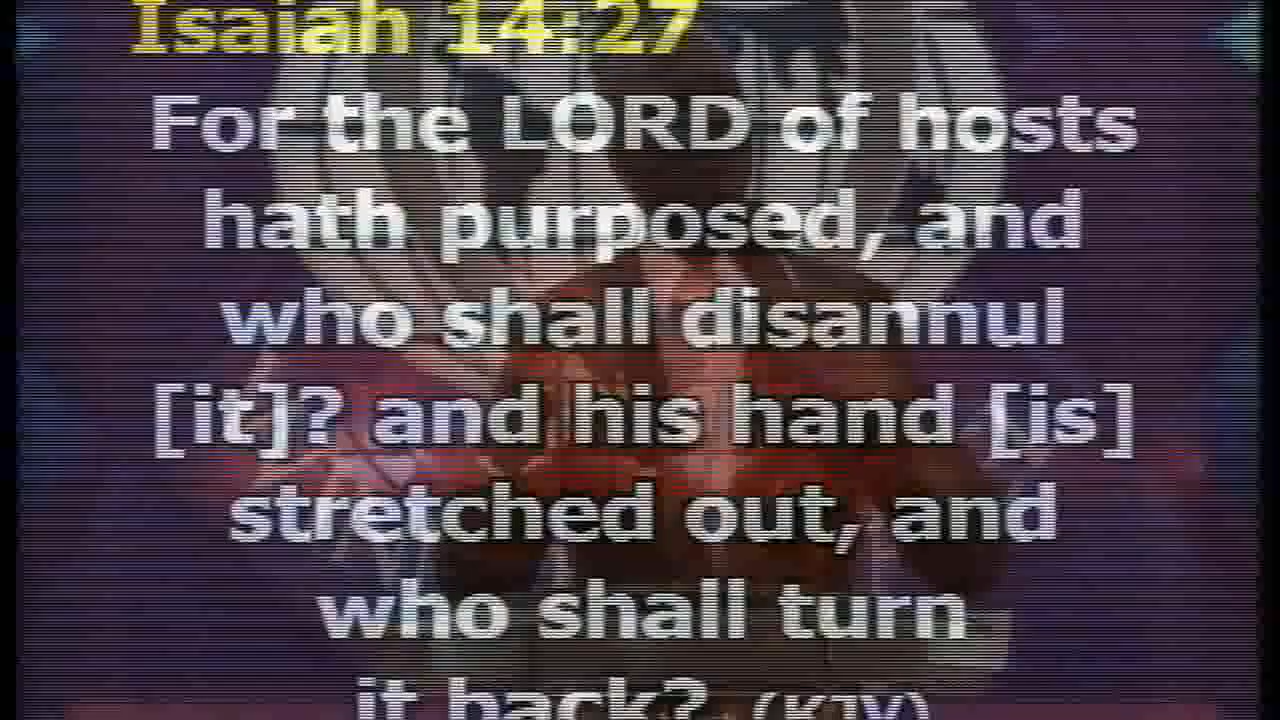 Isaiah 14:27
For the LORD of hosts
hath purposed, and
who shall disannul
[it]? and his hand [is]
stretched out, and
who shall turn
it back? (KJV)